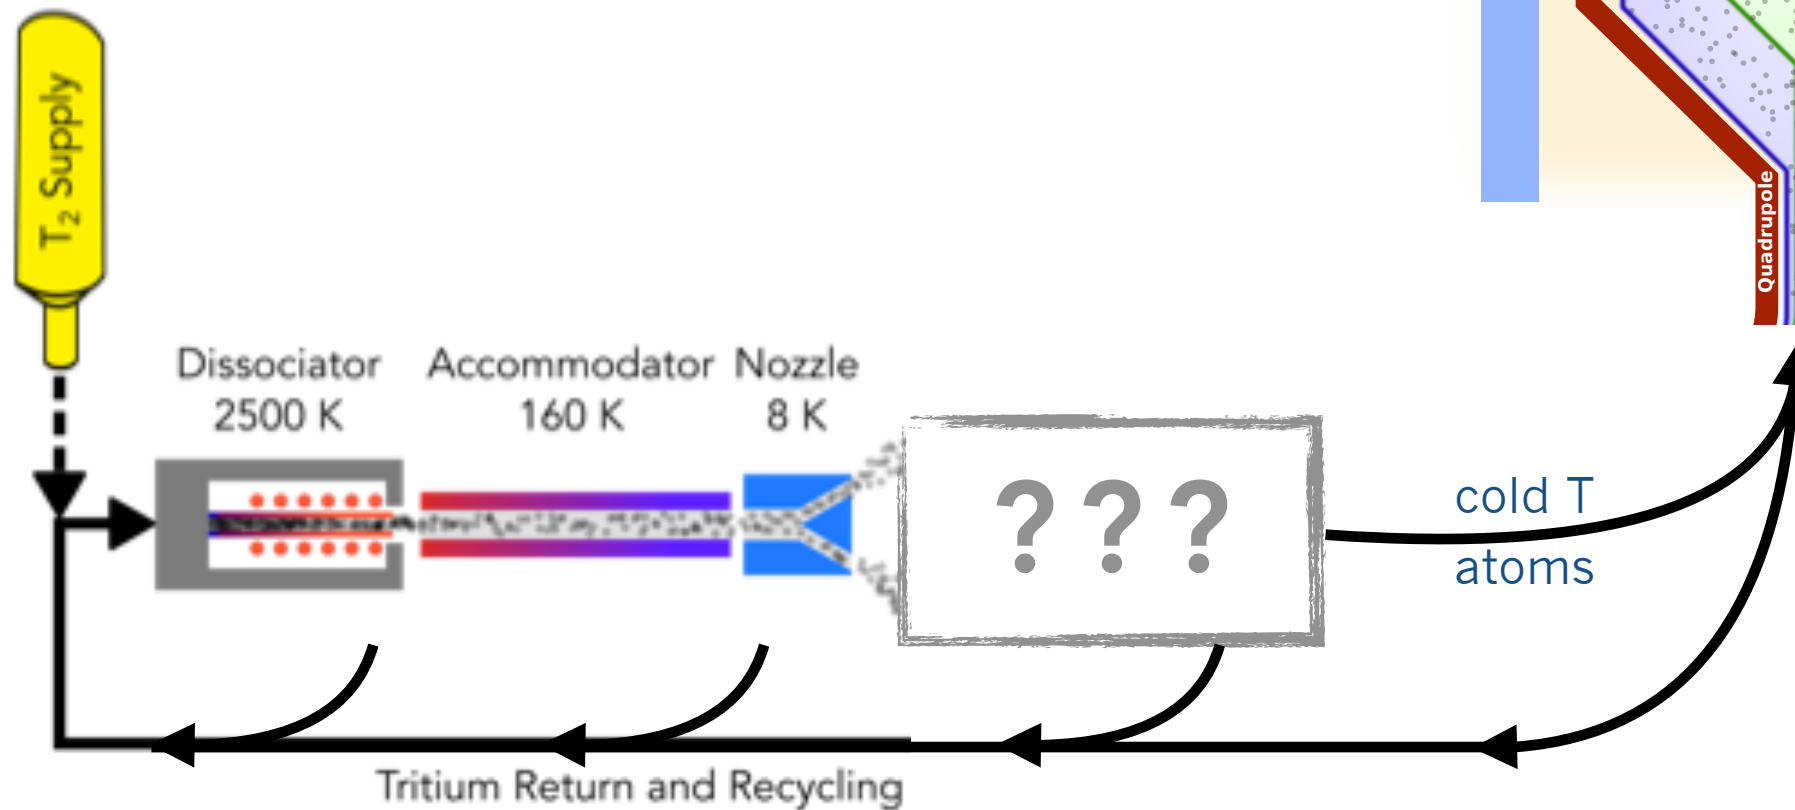 T₂ Supply
Quadrupole
Dissociator
2500 K
Accommodator
160 K
Nozzle
8 K
???
cold T
atoms
Tritium Return and Recycling